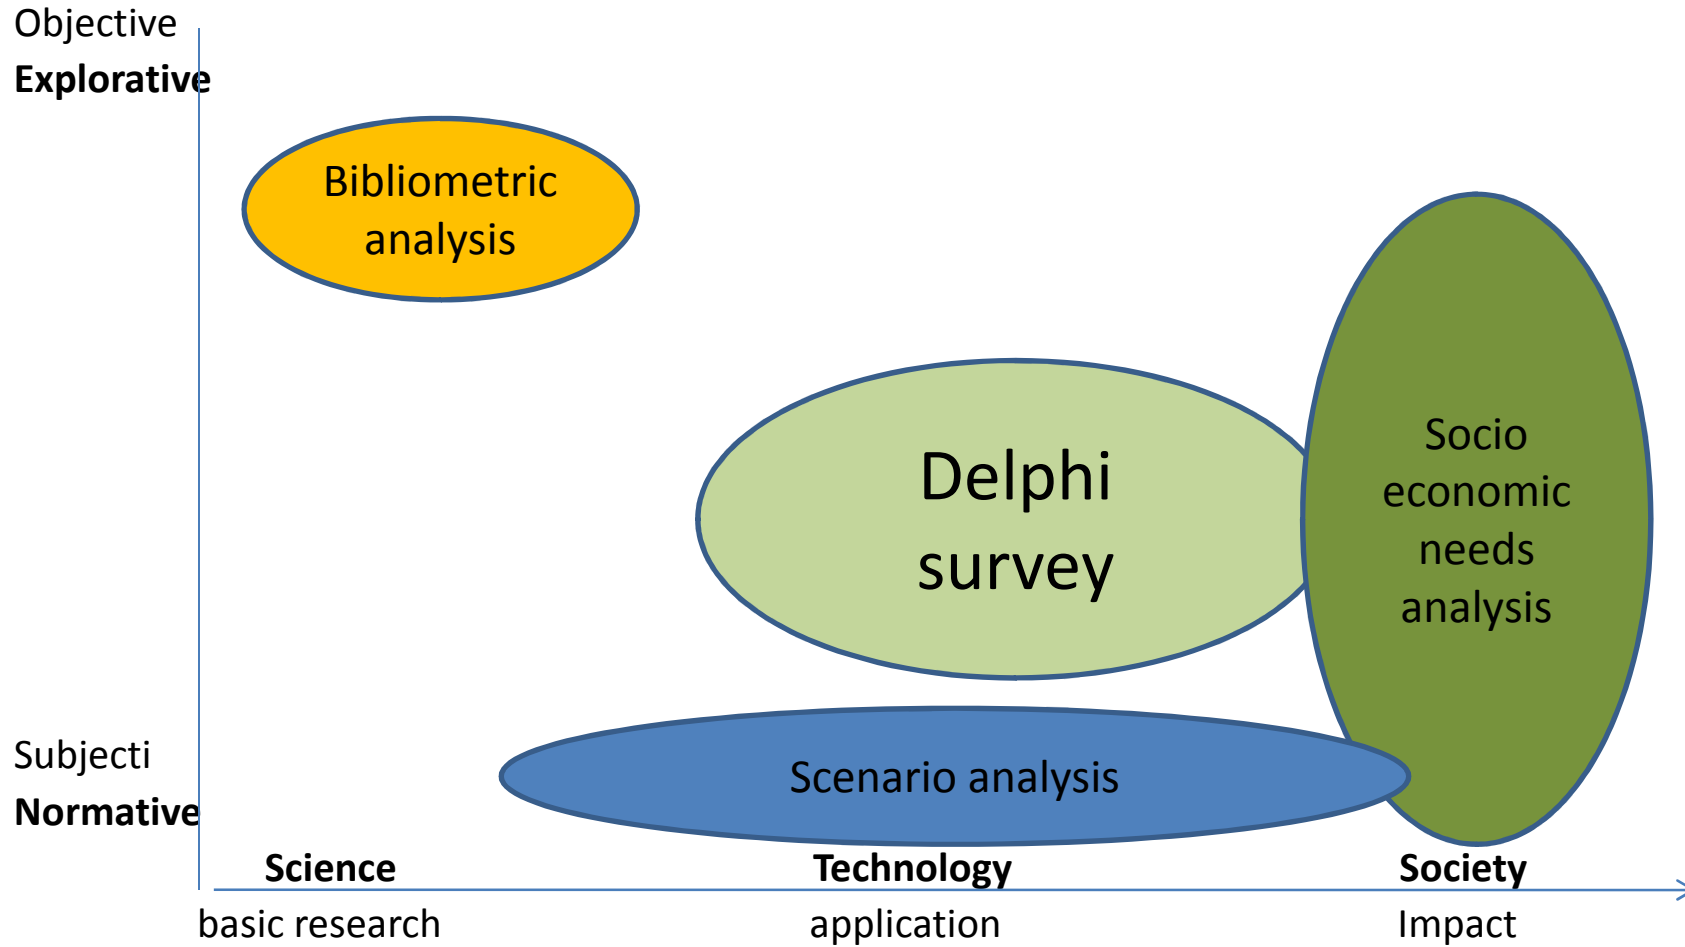 Objective
Explorative
Bibliometric
analysis
Delphi
survey
Socio
economic
needs
analysis
Subjecti
Normative
Scenario analysis
Science
Technology
Society
basic research
application
Impact